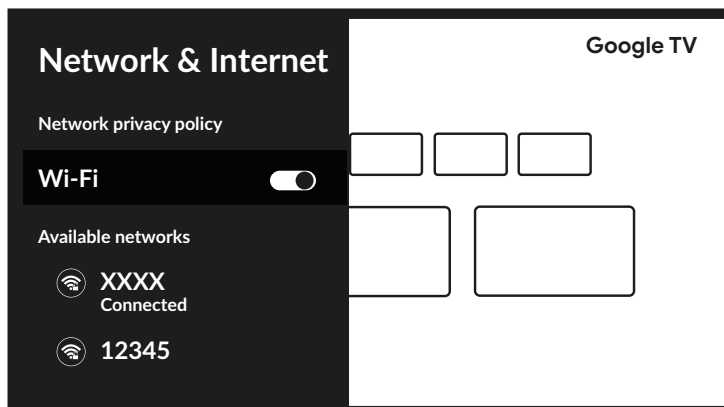 Network & Internet
Google TV
Network privacy policy
Wi-Fi
Available networks
XXXX
Connected
12345